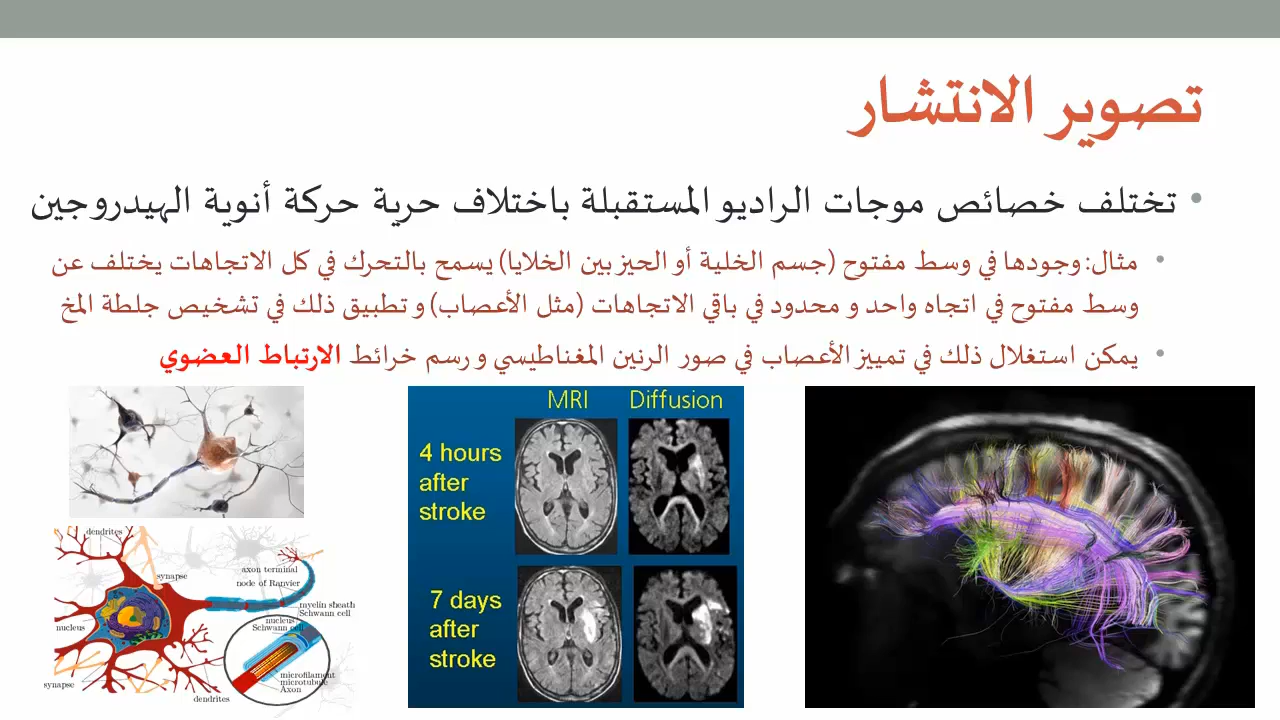 تصوير الانتشار
• تختلف خصائص موجات الراديو المستقبلة باختلاف حرية حركة أنوية الهيدروجين
• مثال: وجودها في وسط مفتوح (جسم الخلية أو الحيز بين الخلايا) يسمح بالتحرك في كل الاتجاهات يختلف عن
وسط مفتوح في اتجاه واحد و محدود في باقي الاتجاهات (مثل الأعصاب) و تطبيق ذلك في تشخيص جلطة المخ
• يمكن استغلال ذلك في تمييز الأعصاب في صور الرنين المغناطيسي و رسم خرائط الارتباط العضوي
dendrites
synapse
axon terminal
node of Ranvier
myelin sheath
Schwann cell
nucleus
Schwann cell
nucleus
microfilament
microtubule
Axon
synapse
dendrites
MRI Diffusion
4 hours
after
stroke
7 days
after
stroke